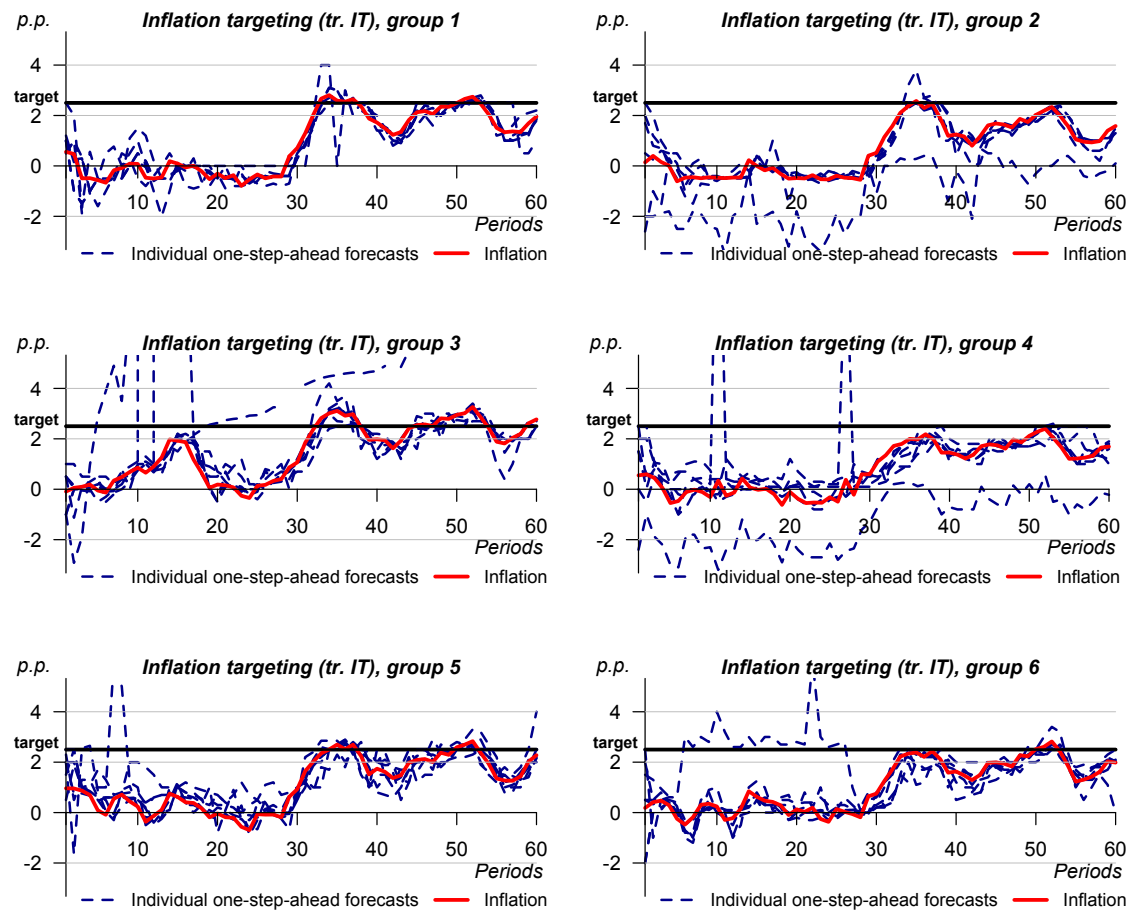 p.p. Inflation targeting (tr. IT), group 1
4
target
2
0
10 20 30 40 50 60
-2
Periods
Individual one-step-ahead forecasts Inflation
p.p. Inflation targeting (tr. IT), group 2
4
target
2
0
10 20 30 40 50 60
-2
Periods
Individual one-step-ahead forecasts Inflation
p.p. Inflation targeting (tr. IT), group 3
4
target
2
0
10 20 30 40 50 60
-2
Periods
Individual one-step-ahead forecasts Inflation
p.p. Inflation targeting (tr. IT), group 4
4
target
2
0
10 20 30 40 50 60
-2
Periods
Individual one-step-ahead forecasts Inflation
p.p. Inflation targeting (tr. IT), group 5
4
target
2
0
10 20 30 40 50 60
-2
Periods
Individual one-step-ahead forecasts Inflation
p.p. Inflation targeting (tr. IT), group 6
4
target
2
0
10 20 30 40 50 60
-2
Periods
Individual one-step-ahead forecasts Inflation